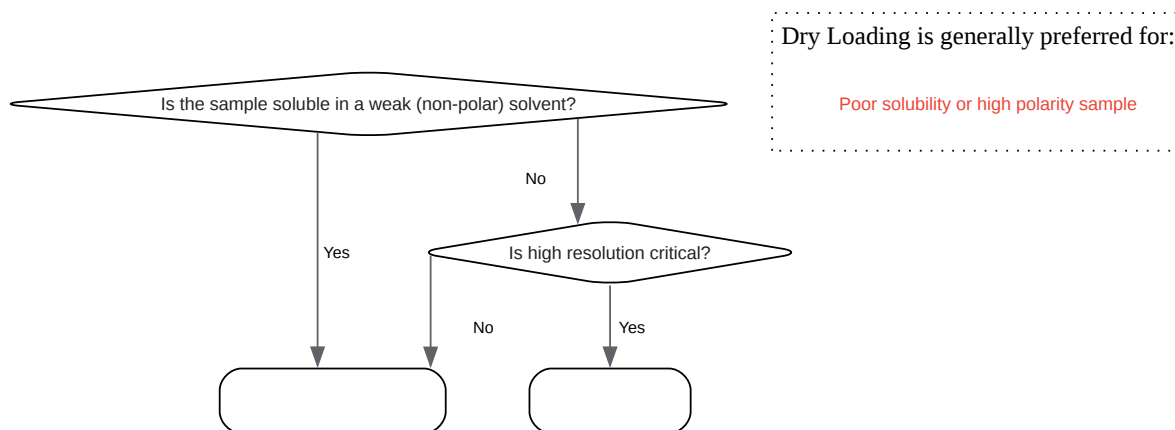 Dry Loading is generally preferred for:
Is the sample soluble in a weak (non-polar) solvent?
Poor solubility or high polarity sample
No
Yes
Is high resolution critical?
No
Yes